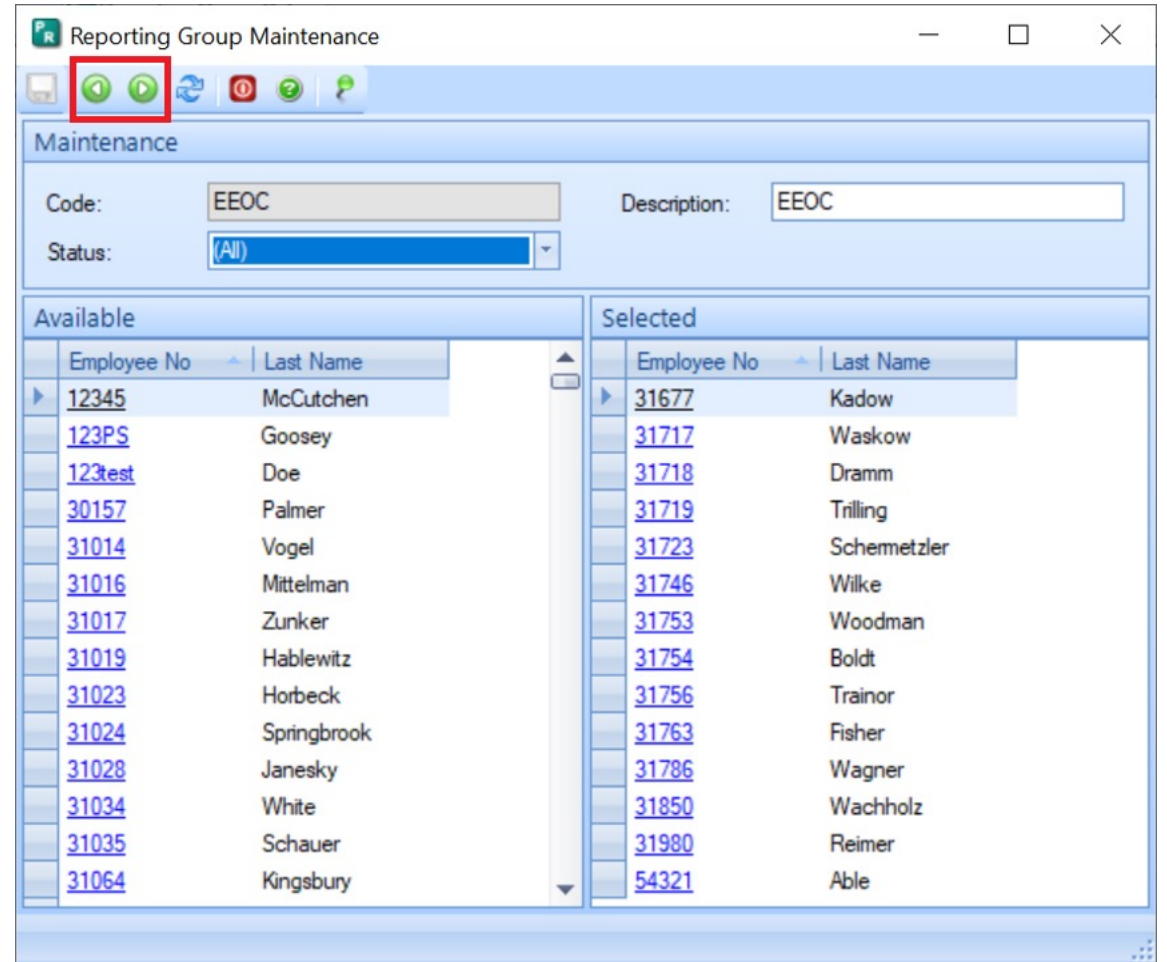 PR Reporting Group Maintenance
Maintenance
Code: EEOC Description: EEOC
Status: (All)
Available
Employee No Last Name
12345 McCutchen
123PS Goosey
123test Doe
30157 Palmer
31014 Vogel
31016 Mittelman
31017 Zunker
31019 Hablewitz
31023 Horbeck
31024 Springbrook
31028 Janesky
31034 White
31035 Schauer
31064 Kingsbury
Selected
Employee No Last Name
31677 Kadow
31717 Waskow
31718 Dramm
31719 Trilling
31723 Schermetzler
31746 Wilke
31753 Woodman
31754 Boldt
31756 Trainor
31763 Fisher
31786 Wagner
31850 Wachholz
31980 Reimer
54321 Able